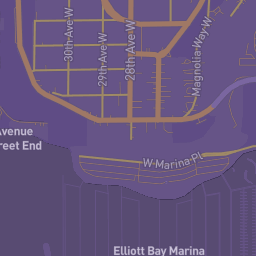 30th Ave W
29th Ave W
28th Ave W
Magnolia Way W
Avenue
reet End
W Marina Pl
Elliott Bay Marina